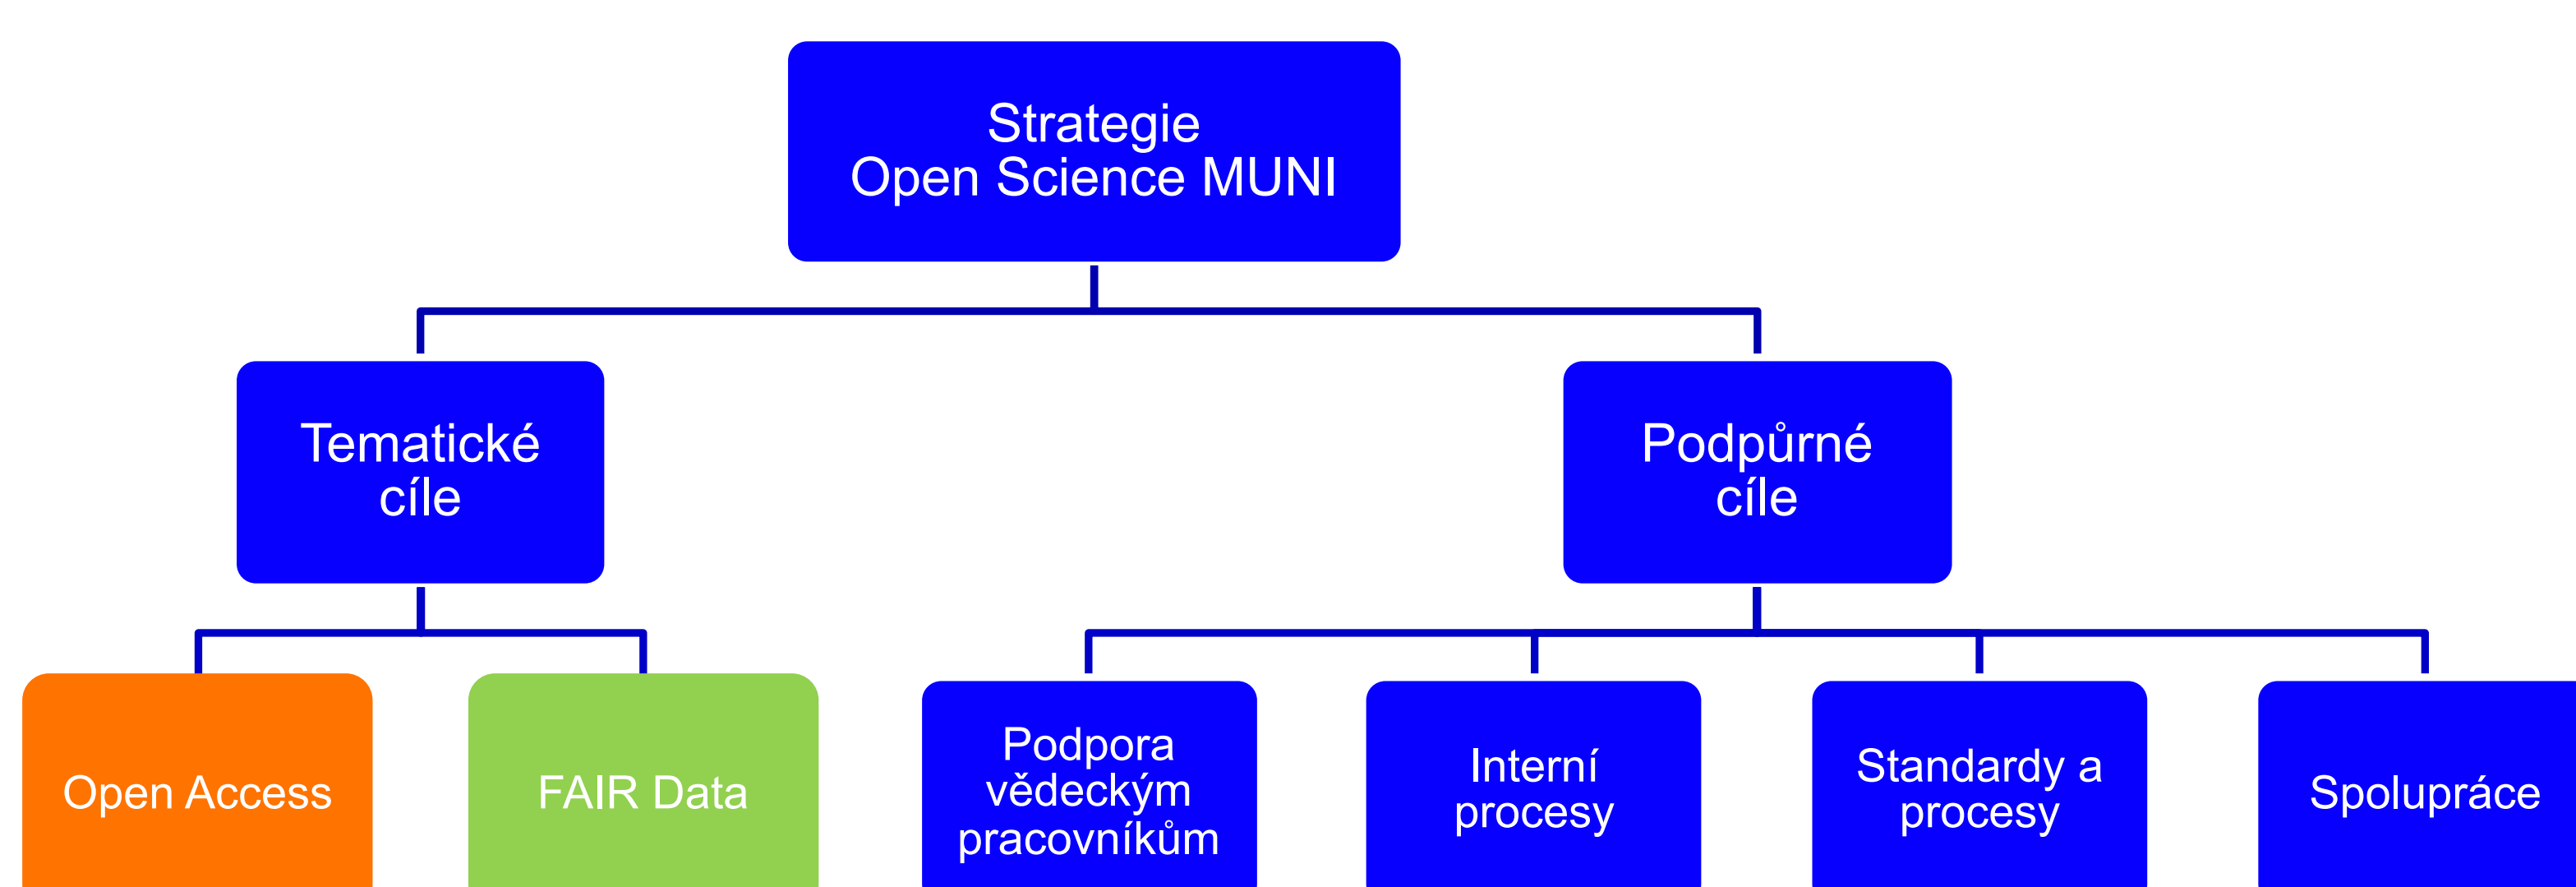 Strategie
Open Science MUNI
Tematické
cíle
Podpůrné
cíle
Open Access
FAIR Data
Podpora
vědeckým
pracovníkům
Interní
procesy
Standardy a
procesy
Spolupráce